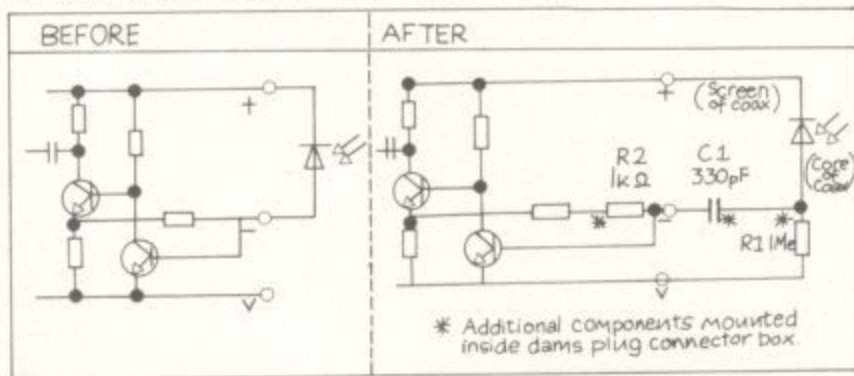 BEFORE
AFTER
+
+
(Screen
of coax)
R2
1kΩ
C1
330pF
(Core of
coax)
*
*
*
R1 1Me
-
-
V
V
* Additional components mounted
inside dams plug connector box.